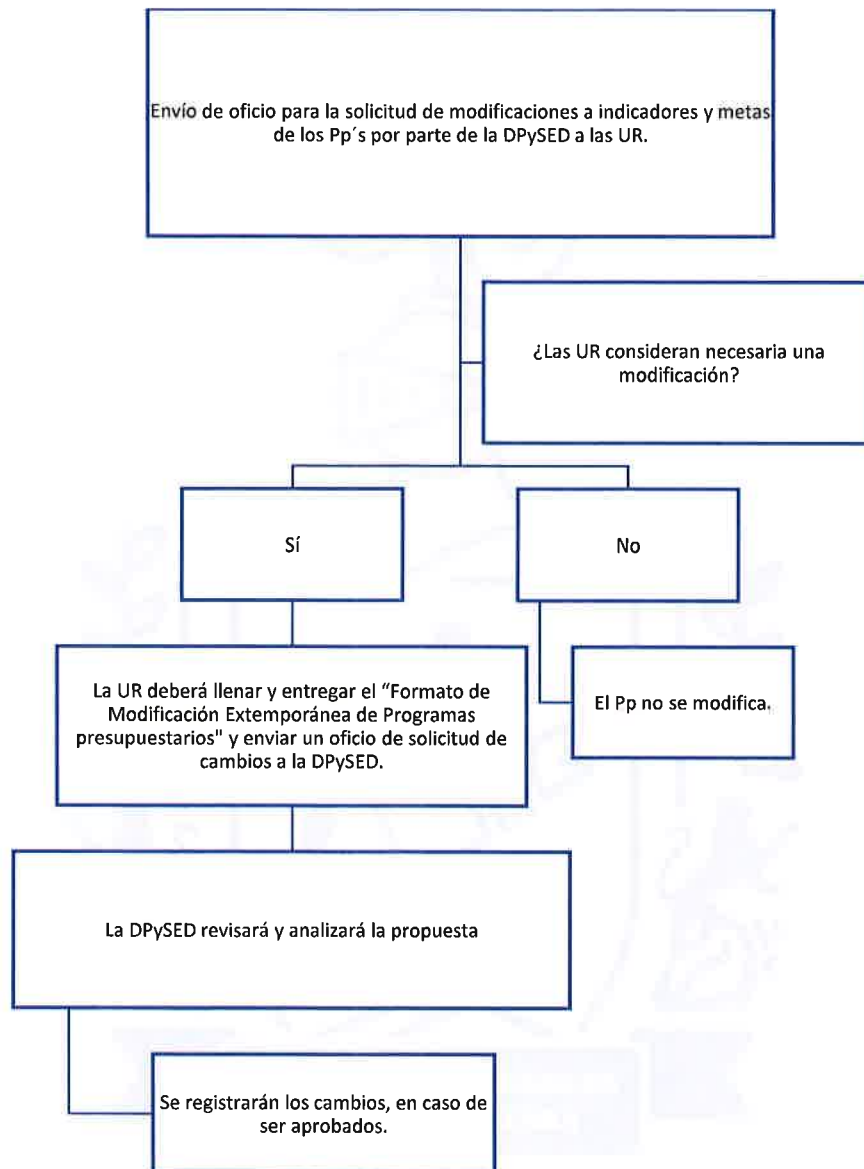 Envío de oficio para la solicitud de modificaciones a indicadores y metas
de los Pp´s por parte de la DPySED a las UR.
¿Las UR consideran necesaria una
modificación?
Sí
No
La UR deberá llenar y entregar el “Formato de
Modificación Extemporánea de Programas
presupuestarios" y enviar un oficio de solicitud de
cambios a la DPySED.
El Pp no se modifica.
La DPySED revisará y analizará la propuesta
Se registrarán los cambios, en caso de
ser aprobados.